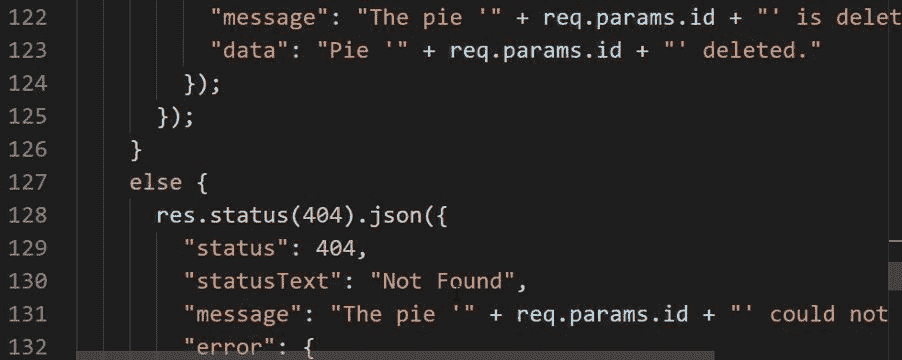 122 "message": "The pie '" + req.params.id + "' is delet
123 "data": "Pie '" + req.params.id + "' deleted."
124 });
125 });
126 }
127 else {
128 res.status(404).json({
129 "status": 404,
130 "statusText": "Not Found",
131 "message": "The pie '" + req.params.id + "' could not
132 "error": {